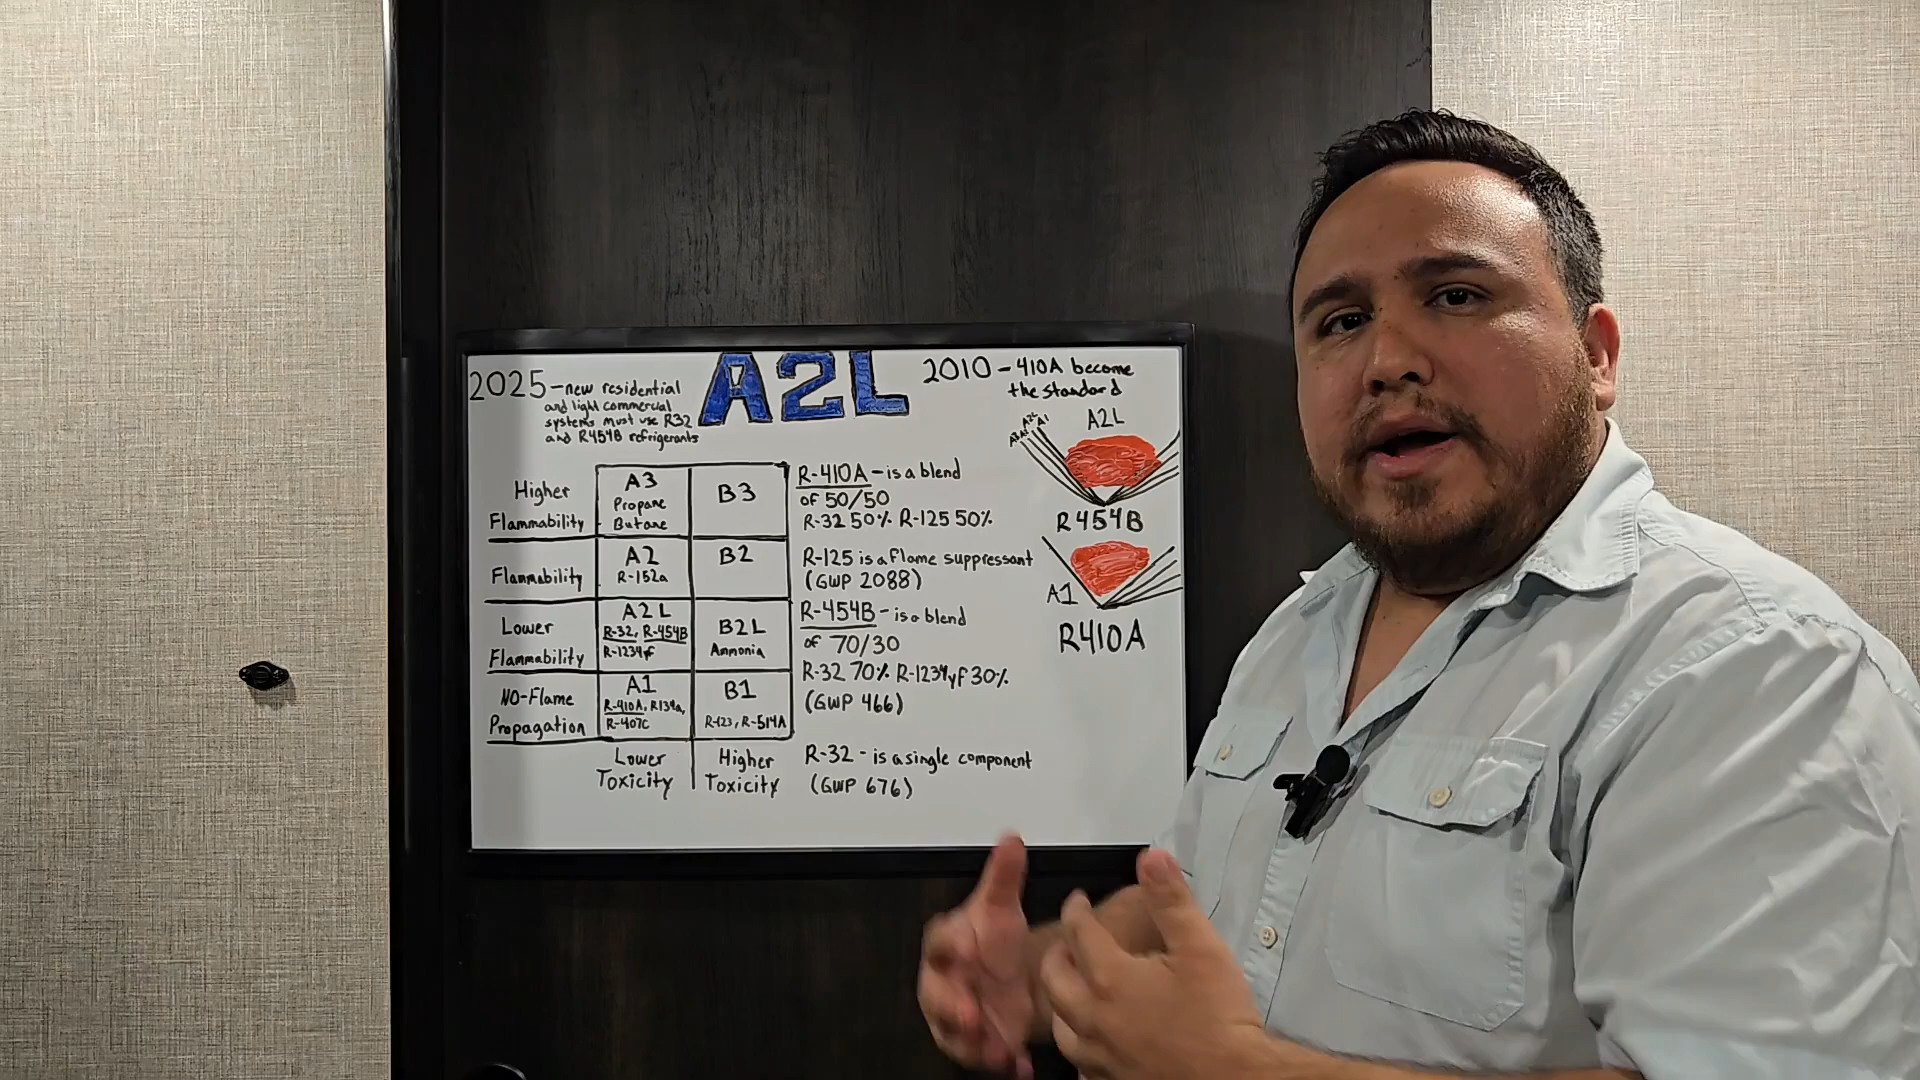 A2L
2025 - new residential
and light commercial
systems must use R32
and R454B refrigerants
2010 - 410A become
the standard
Higher
Flammability
A3
Propane
Butane
B3
Flammability
A2
R-152a
B2
Lower
Flammability
A2L
R-32, R-454B
R-1234yf
B2L
Ammonia
NO-Flame
Propagation
A1
R-410A, R134a,
R-407C
B1
R-123, R-514A
Lower
Toxicity
Higher
Toxicity
R-410A - is a blend
of 50/50
R-32 50% R-125 50%
R-125 is a flame suppressant
(GWP 2088)
R-454B - is a blend
of 70/30
R-32 70% R-1234yf 30%
(GWP 466)
R-32 - is a single component
(GWP 676)
A2L
R454B
A1
R410A